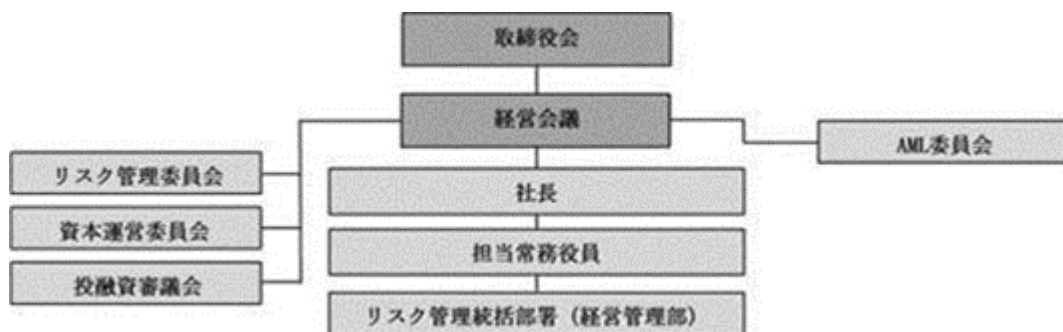 取締役会
経営会議
AML委員会
リスク管理委員会
資本運営委員会
投融資審議会
社長
担当常務役員
リスク管理統括部署（経営管理部）